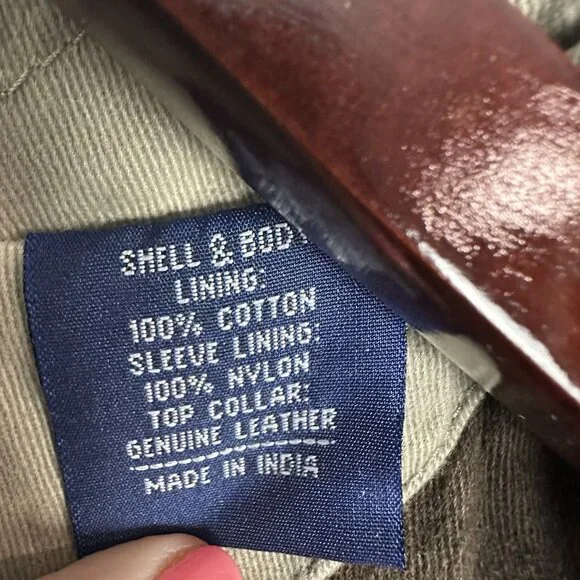 SHELL & BODY
LINING:
100% COTTON
SLEEVE LINING:
100% NYLON
TOP COLLAR:
GENUINE LEATHER
MADE IN INDIA